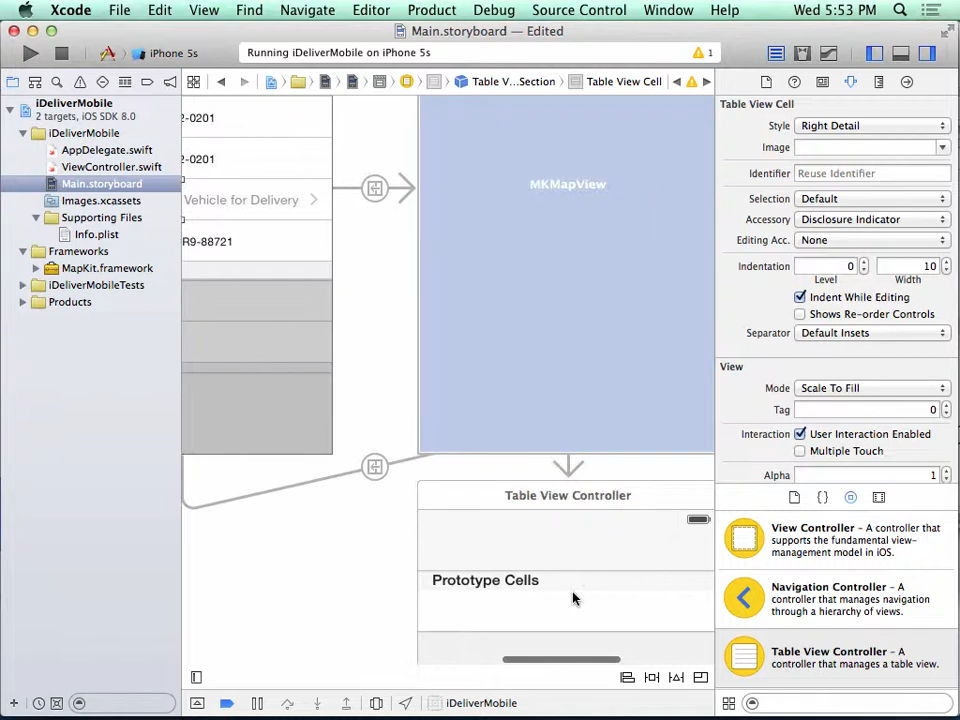 Xcode File Edit View Find Navigate Editor Product Debug Source Control Window Help Wed 5:53 PM
Main.storyboard — Edited
iPhone 5s
Running iDeliverMobile on iPhone 5s
1
Table V...Section
Table View Cell
iDeliverMobile
2 targets, iOS SDK 8.0
iDeliverMobile
AppDelegate.swift
ViewController.swift
Main.storyboard
Images.xcassets
Supporting Files
Info.plist
Frameworks
MapKit.framework
iDeliverMobileTests
Products
2-0201
2-0201
Vehicle for Delivery
R9-88721
MKMapView
Table View Controller
Prototype Cells
iDeliverMobile
Table View Cell
Style Right Detail
Image
Identifier Reuse Identifier
Selection Default
Accessory Disclosure Indicator
Editing Acc. None
Indentation 0 10
Level Width
Indent While Editing
Shows Re-order Controls
Separator Default Insets
View
Mode Scale To Fill
Tag 0
Interaction User Interaction Enabled
Multiple Touch
Alpha 1
View Controller – A
controller that
supports the fundamental view-
management model in iOS.
Navigation Controller – A
controller that manages navigation
through a hierarchy of views.
Table View Controller – A
controller that manages a table view.